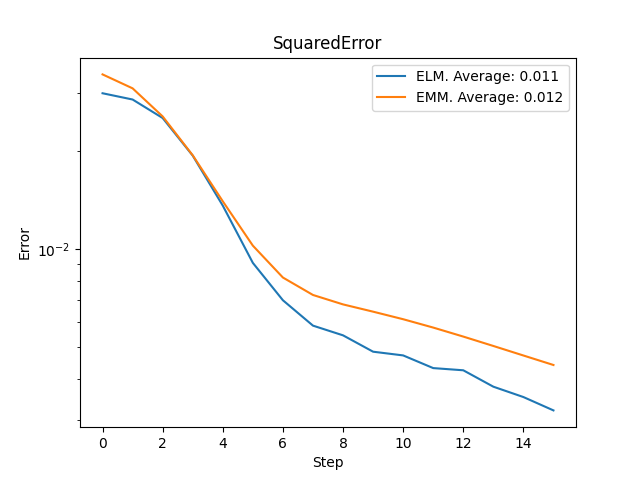 SquaredError
ELM. Average: 0.011
EMM. Average: 0.012
Error
10⁻²
0 2 4 6 8 10 12 14
Step